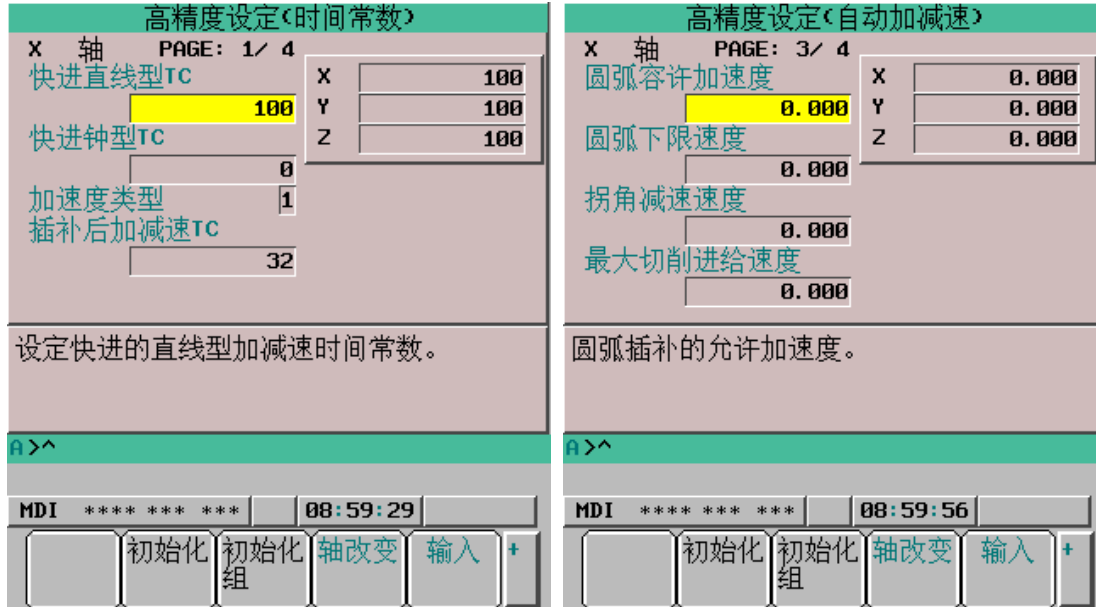 高精度设定(时间常数)
X 轴 PAGE: 1/ 4
快进直线型TC
100
快进钟型TC
0
加速度类型 1
插补后加减速TC
32
X 100
Y 100
Z 100
设定快进的直线型加减速时间常数。
A>^
MDI **** *** *** 08:59:29
初始化 初始化组 轴改变 输入 +
高精度设定(自动加减速)
X 轴 PAGE: 3/ 4
圆弧容许加速度
0.000
圆弧下限速度
0.000
拐角减速速度
0.000
最大切削进给速度
0.000
X 0.000
Y 0.000
Z 0.000
圆弧插补的允许加速度。
A>^
MDI **** *** *** 08:59:56
初始化 初始化组 轴改变 输入 +